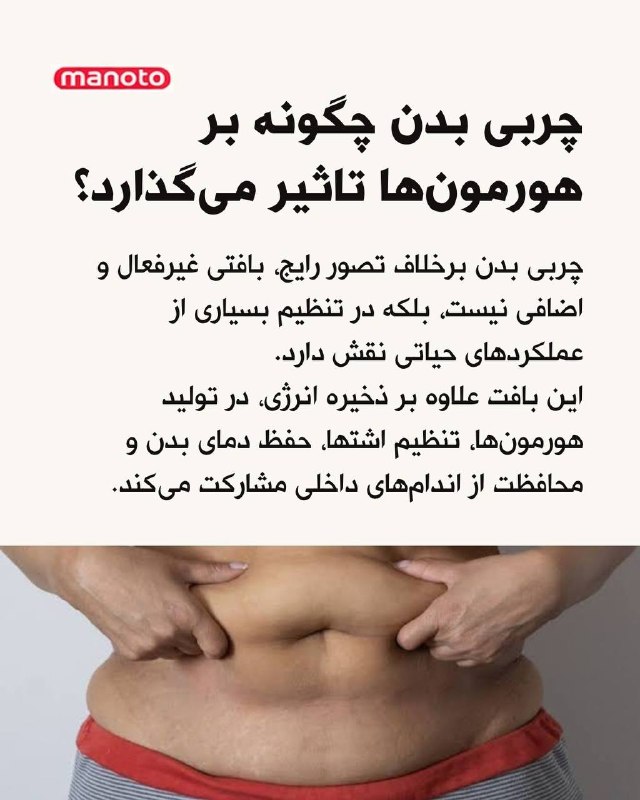 manoto
چربی بدن چگونه بر
هورمون‌ها تاثیر می‌گذارد؟
چربی بدن برخلاف تصور رایج، بافتی غیرفعال و
اضافی نیست، بلکه در تنظیم بسیاری از
عملکردهای حیاتی نقش دارد.
این بافت علاوه بر ذخیره انرژی، در تولید
هورمون‌ها، تنظیم اشتها، حفظ دمای بدن و
محافظت از اندام‌های داخلی مشارکت می‌کند.